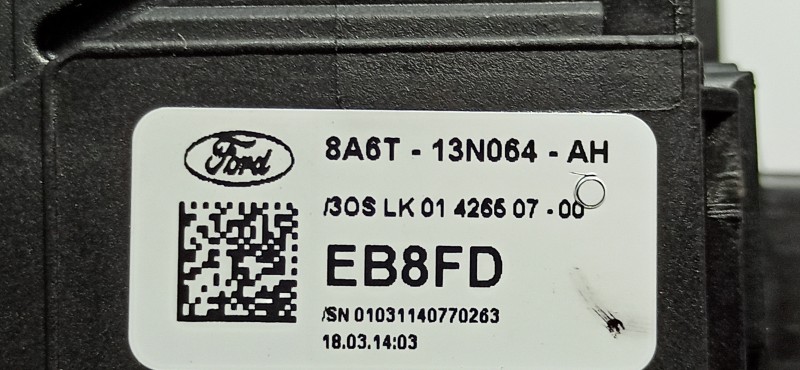 Ford
8A6T - 13N064 - AH
/3OS LK 01 4266 07 - 00
EB8FD
/SN 01031140770263
18.03.14:03